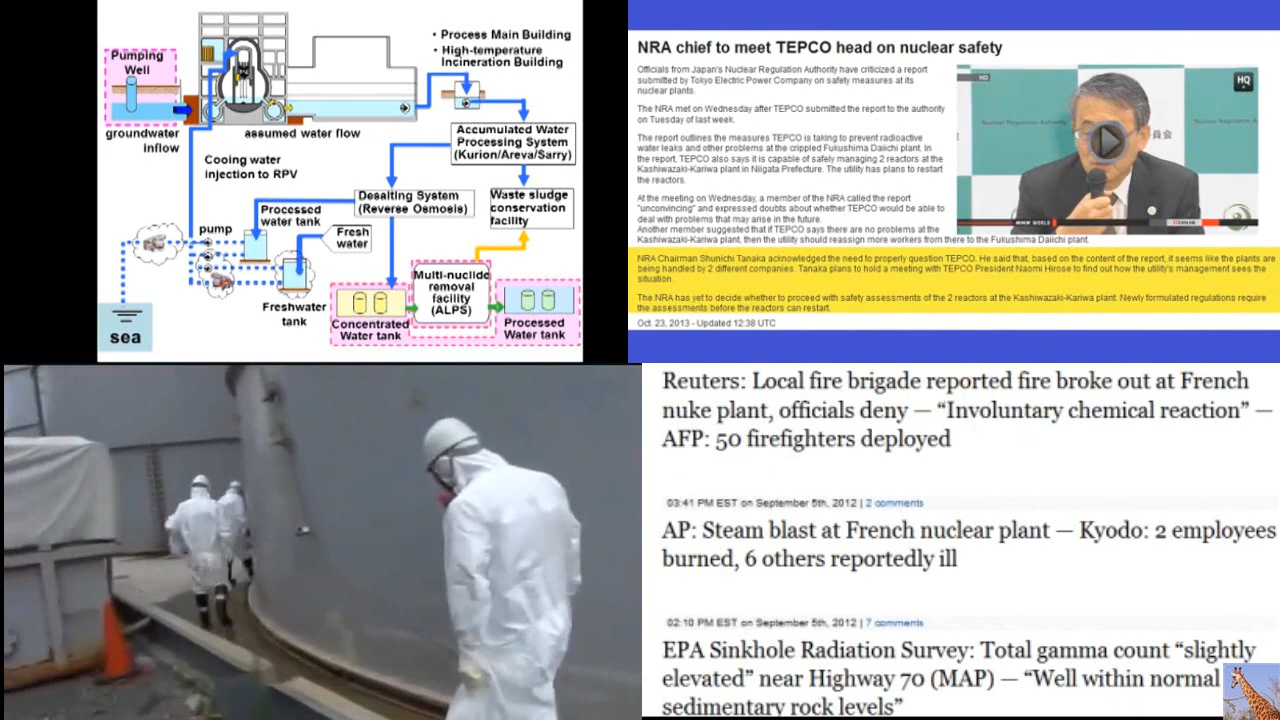 Process Main Building
High-temperature
Incineration Building
Pumping
Well
groundwater
inflow
assumed water flow
Cooing water
injection to RPV
Accumulated Water
Processing System
(Kurion/Areva/Sarry)
Desalting System
(Reverse Osmosis)
Waste sludge
conservation
facility
Processed
water tank
pump
Fresh
water
Freshwater
tank
Multi-nuclide
removal
facility
(ALPS)
Concentrated
Water tank
Processed
Water tank
sea
NRA chief to meet TEPCO head on nuclear safety
Officials from Japan's Nuclear Regulation Authority have criticized a report
submitted by Tokyo Electric Power Company on safety measures at its
nuclear plants.
The NRA met on Wednesday after TEPCO submitted the report to the authority
on Tuesday of last week.
The report outlines the measures TEPCO is taking to prevent radioactive
water leaks and other problems at the crippled Fukushima Daiichi plant. In
the report, TEPCO also says it is capable of safely managing 2 reactors at the
Kashiwazaki-Kariwa plant in Niigata Prefecture. The utility has plans to restart
the reactors.
At the meeting on Wednesday, a member of the NRA called the report
"unconvincing" and expressed doubts about whether TEPCO would be able to
deal with problems that may arise in the future.
Another member suggested that if TEPCO says there are no problems at the
Kashiwazaki-Kariwa plant, then the utility should reassign more workers from there to the Fukushima Daiichi plant.
NRA Chairman Shunichi Tanaka acknowledged the need to properly question TEPCO. He said that, based on the content of the report, it seems like the plants are
being handled by 2 different companies. Tanaka plans to hold a meeting with TEPCO President Naomi Hirose to find out how the utility's management sees the
situation.
The NRA has yet to decide whether to proceed with safety assessments of the 2 reactors at the Kashiwazaki-Kariwa plant. Newly formulated regulations require
the assessments before the reactors can restart.
Oct. 23, 2013 - Updated 12:38 UTC
HD
HQ
Nuclear Regulation Authority
員会
Nuclear Regulation A
NHK WORLD
Reuters: Local fire brigade reported fire broke out at French
nuke plant, officials deny — “Involuntary chemical reaction” —
AFP: 50 firefighters deployed
03:41 PM EST on September 5th, 2012 | 2 comments
AP: Steam blast at French nuclear plant — Kyodo: 2 employees
burned, 6 others reportedly ill
02:10 PM EST on September 5th, 2012 | 7 comments
EPA Sinkhole Radiation Survey: Total gamma count “slightly
elevated” near Highway 70 (MAP) — “Well within normal
sedimentary rock levels”